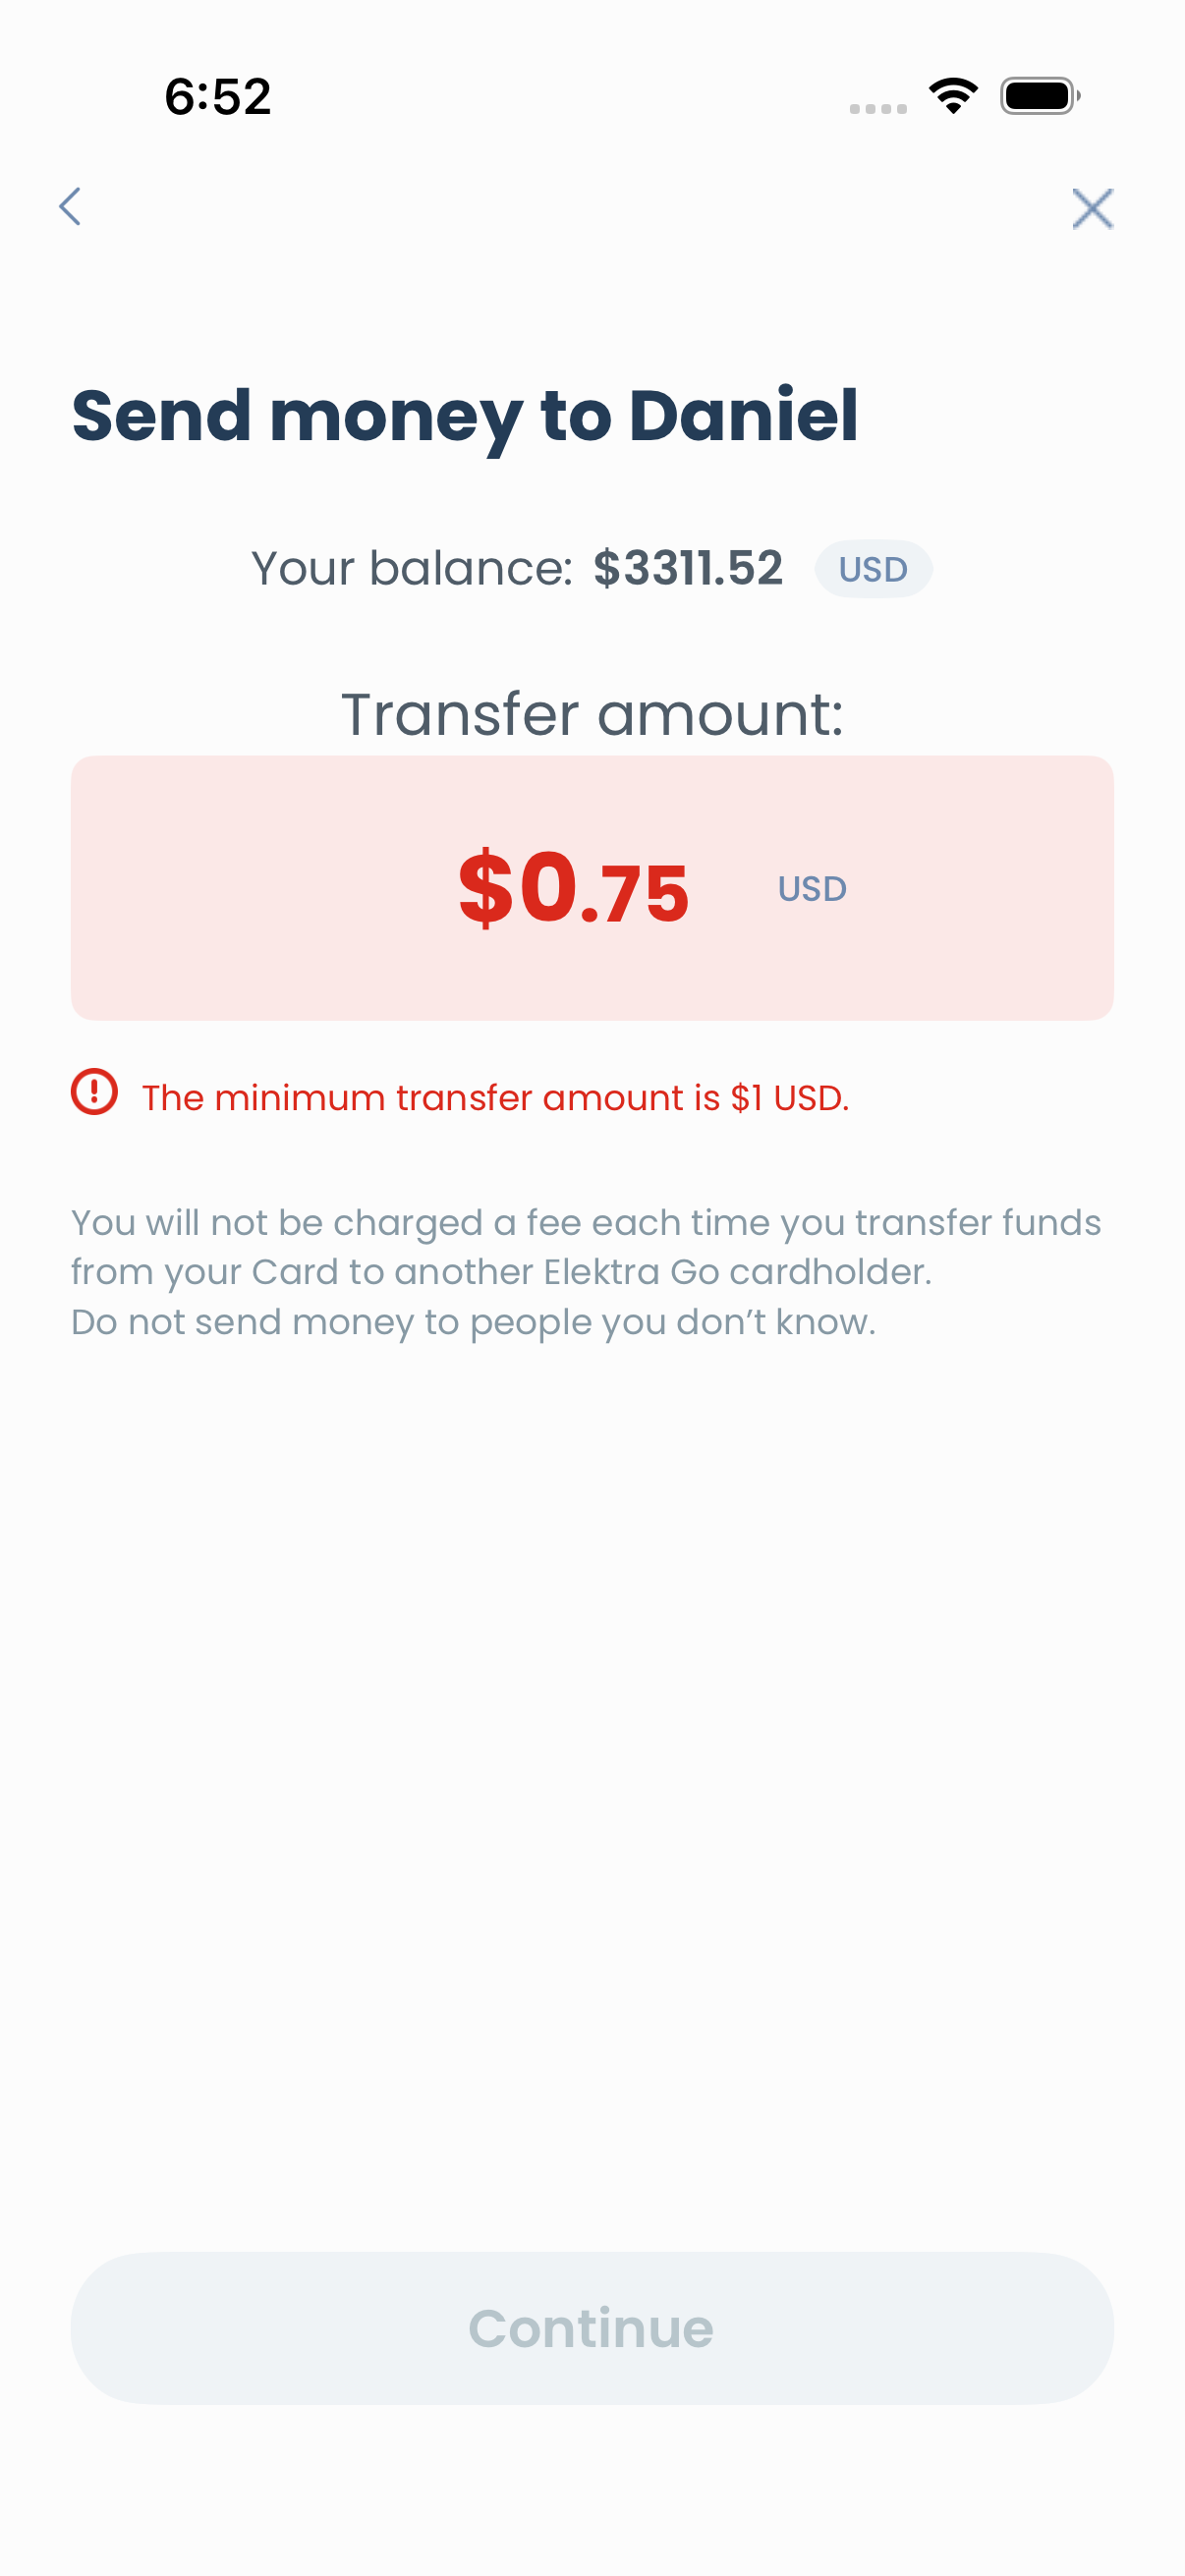 6:52
Send money to Daniel
Your balance: $3311.52 USD
Transfer amount:
$0.75 USD
The minimum transfer amount is $1 USD.
You will not be charged a fee each time you transfer funds
from your Card to another Elektra Go cardholder.
Do not send money to people you don’t know.
Continue